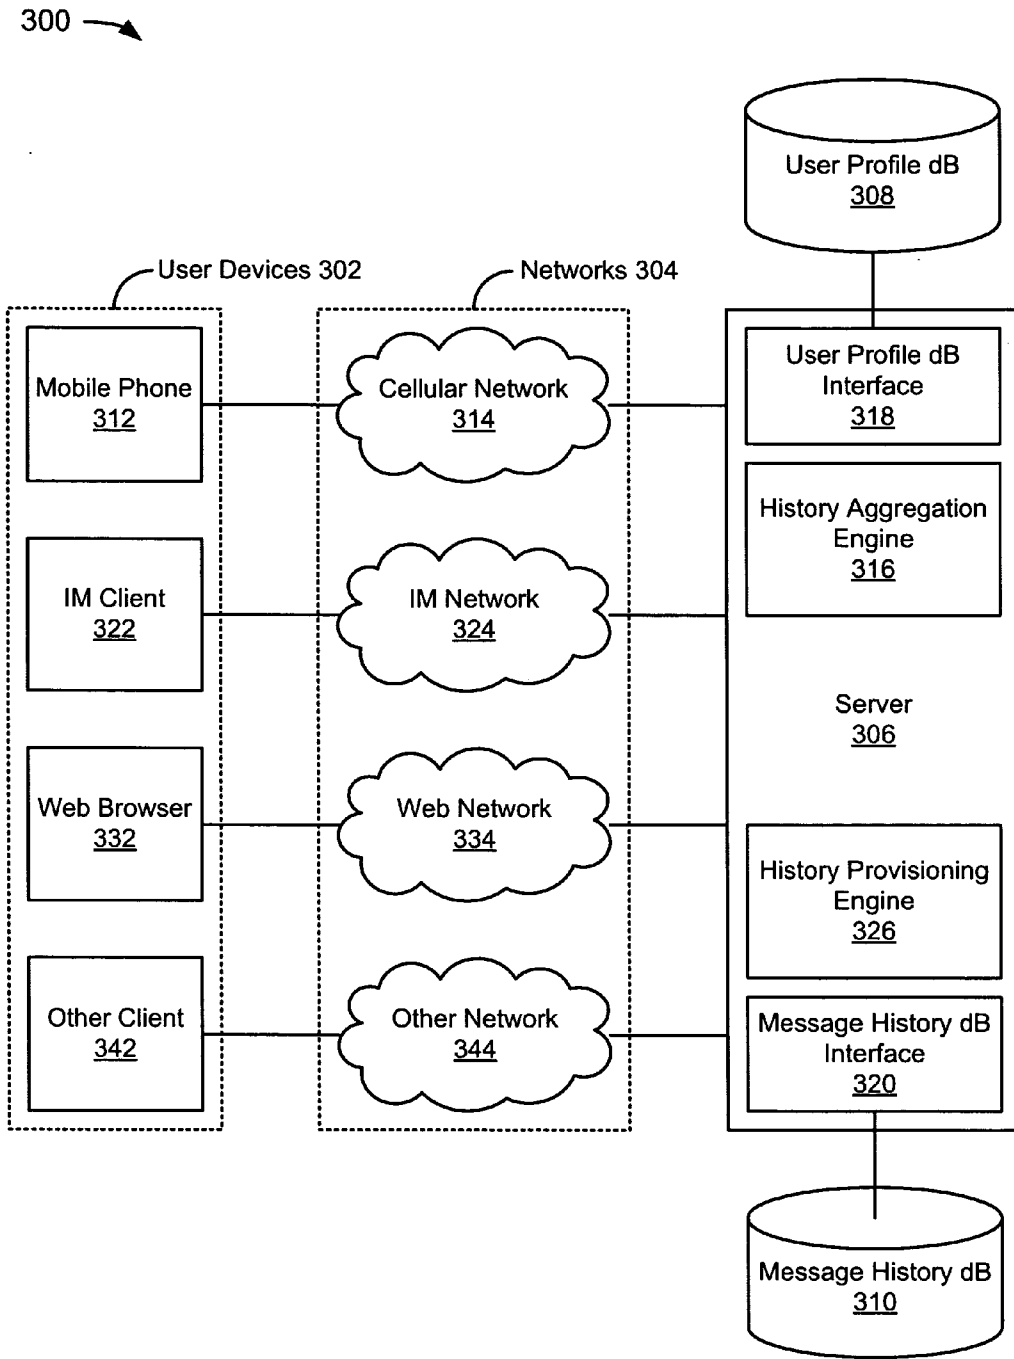 300
User Profile dB
308
User Devices 302
Networks 304
Mobile Phone
312
Cellular Network
314
User Profile dB
Interface
318
History Aggregation
Engine
316
IM Client
322
IM Network
324
Server
306
Web Browser
332
Web Network
334
History Provisioning
Engine
326
Other Client
342
Other Network
344
Message History dB
Interface
320
Message History dB
310